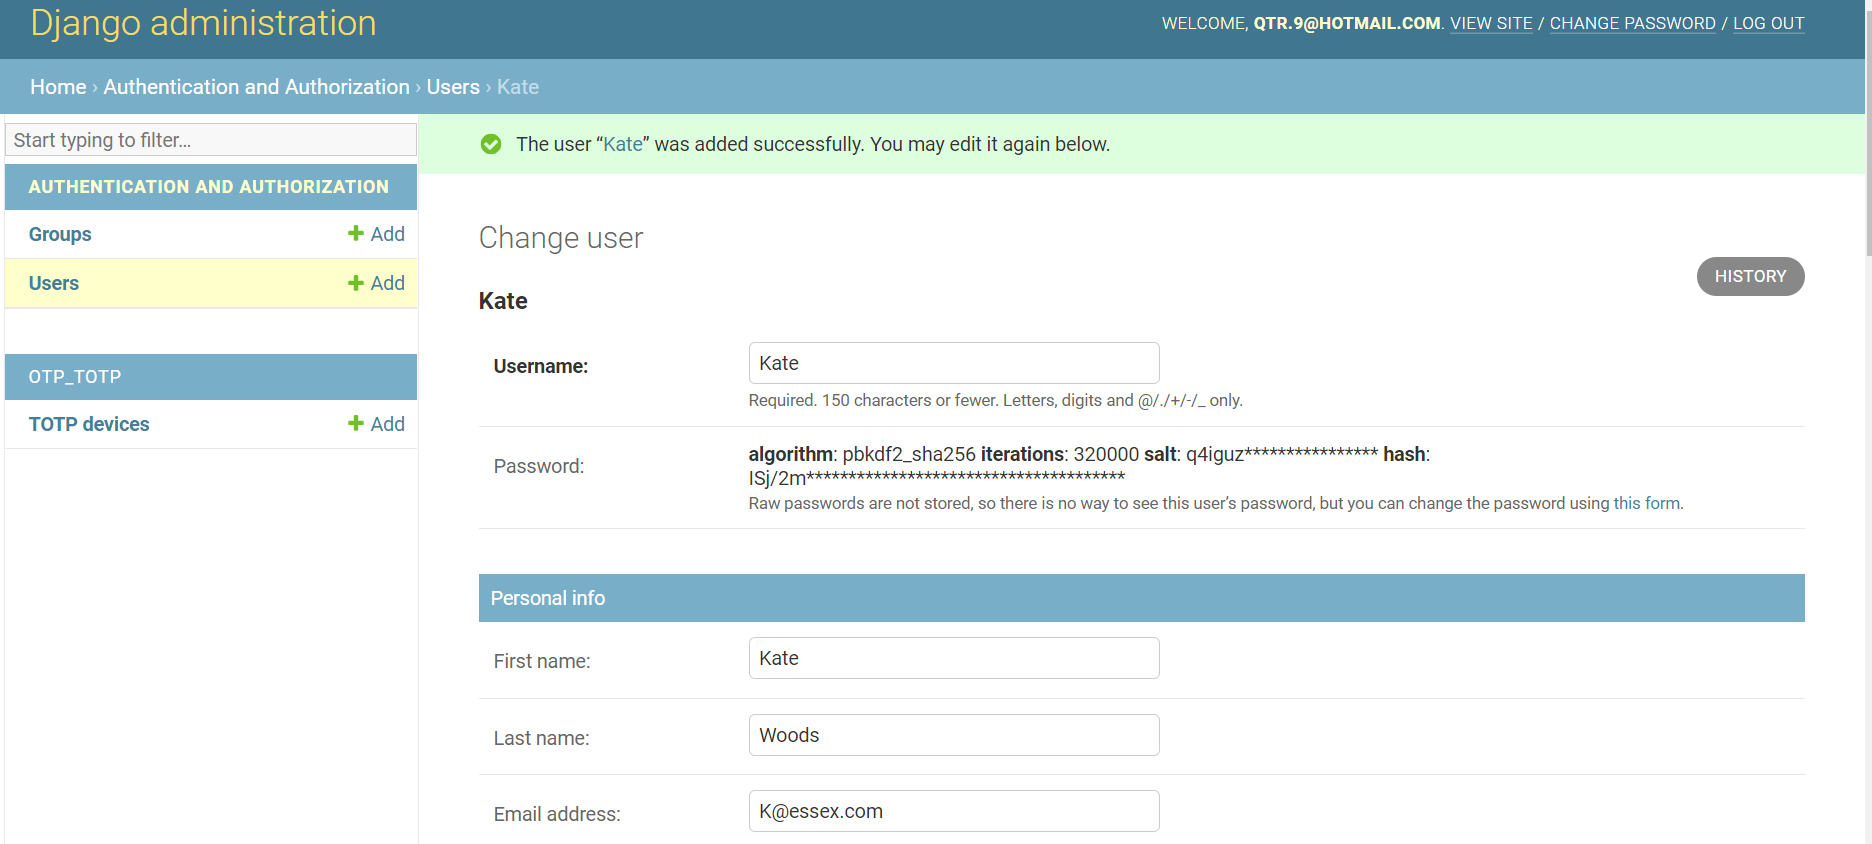 Django administration
WELCOME, QTR.9@HOTMAIL.COM. VIEW SITE / CHANGE PASSWORD / LOG OUT
Home › Authentication and Authorization › Users › Kate
Start typing to filter...
The user “Kate” was added successfully. You may edit it again below.
AUTHENTICATION AND AUTHORIZATION
Groups + Add
Users + Add
OTP_TOTP
TOTP devices + Add
Change user
HISTORY
Kate
Username: Kate
Required. 150 characters or fewer. Letters, digits and @/./+/-/_ only.
Password: algorithm: pbkdf2_sha256 iterations: 320000 salt: q4iguz**************** hash:
ISj/2m**************************************
Raw passwords are not stored, so there is no way to see this user’s password, but you can change the password using this form.
Personal info
First name: Kate
Last name: Woods
Email address: K@essex.com